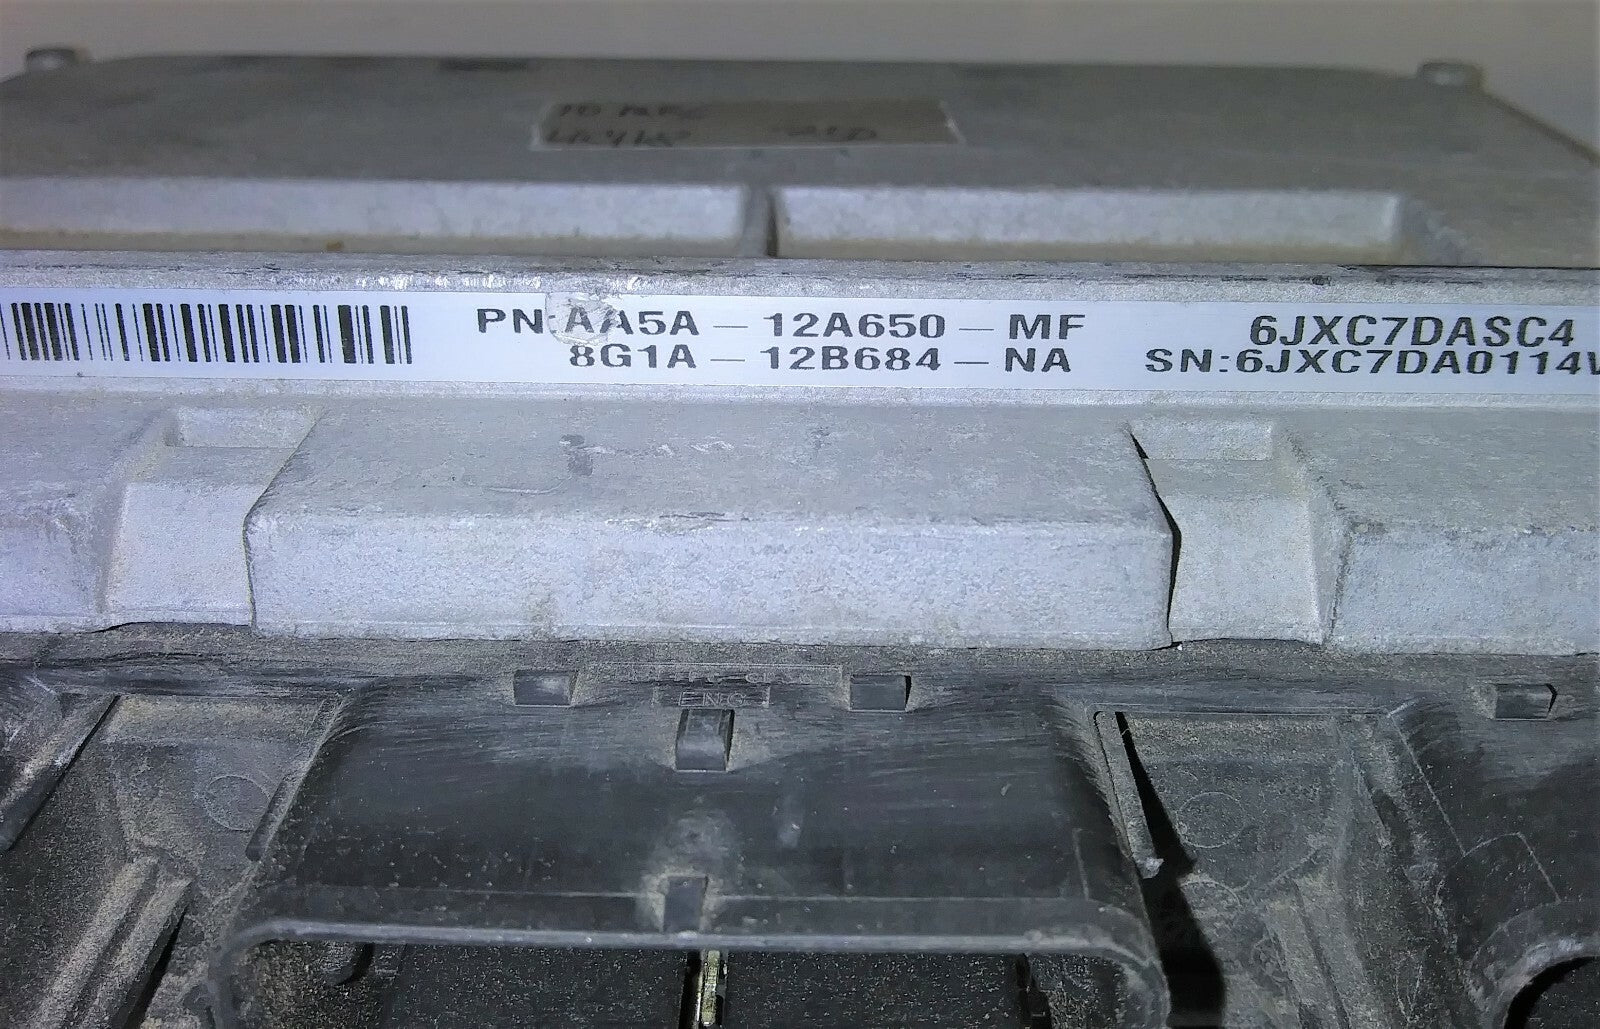 PN:AA5A-12A650-MF 6JXC7DASC4
8G1A-12B684-NA SN:6JXC7DA0114
ENG